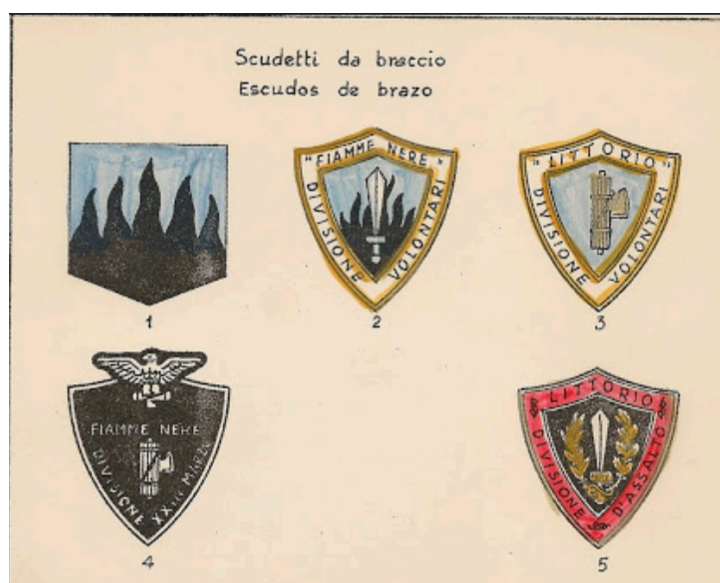 Scudetti da braccio
Escudos de brazo
1
"FIAMME NERE"
DIVISIONE VOLONTARI
2
"LITTORIO"
DIVISIONE VOLONTARI
3
FIAMME NERE
DIVISIONE XXIII MARZO
4
LITTORIO
DIVISIONE D'ASSALTO
5